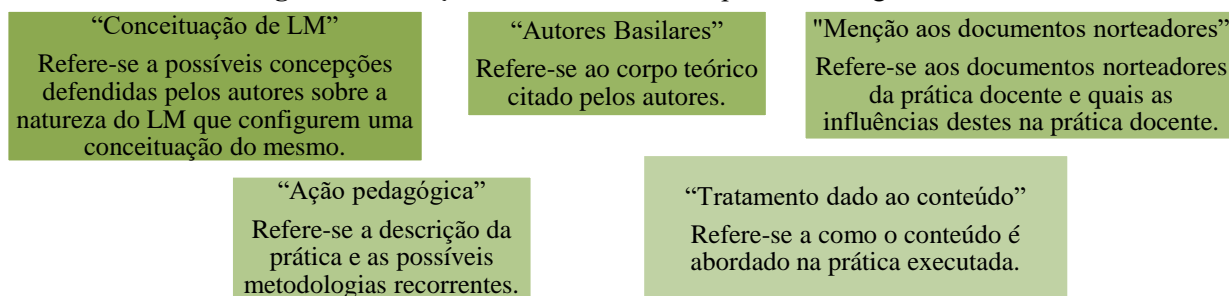 “Conceituação de LM”
Refere-se a possíveis concepções
defendidas pelos autores sobre a
natureza do LM que configurem uma
conceituação do mesmo.
“Autores Basilares”
Refere-se ao corpo teórico
citado pelos autores.
"Menção aos documentos norteadores”
Refere-se aos documentos norteadores
da prática docente e quais as
influências destes na prática docente.
“Ação pedagógica”
Refere-se a descrição da
prática e as possíveis
metodologias recorrentes.
“Tratamento dado ao conteúdo”
Refere-se a como o conteúdo é
abordado na prática executada.